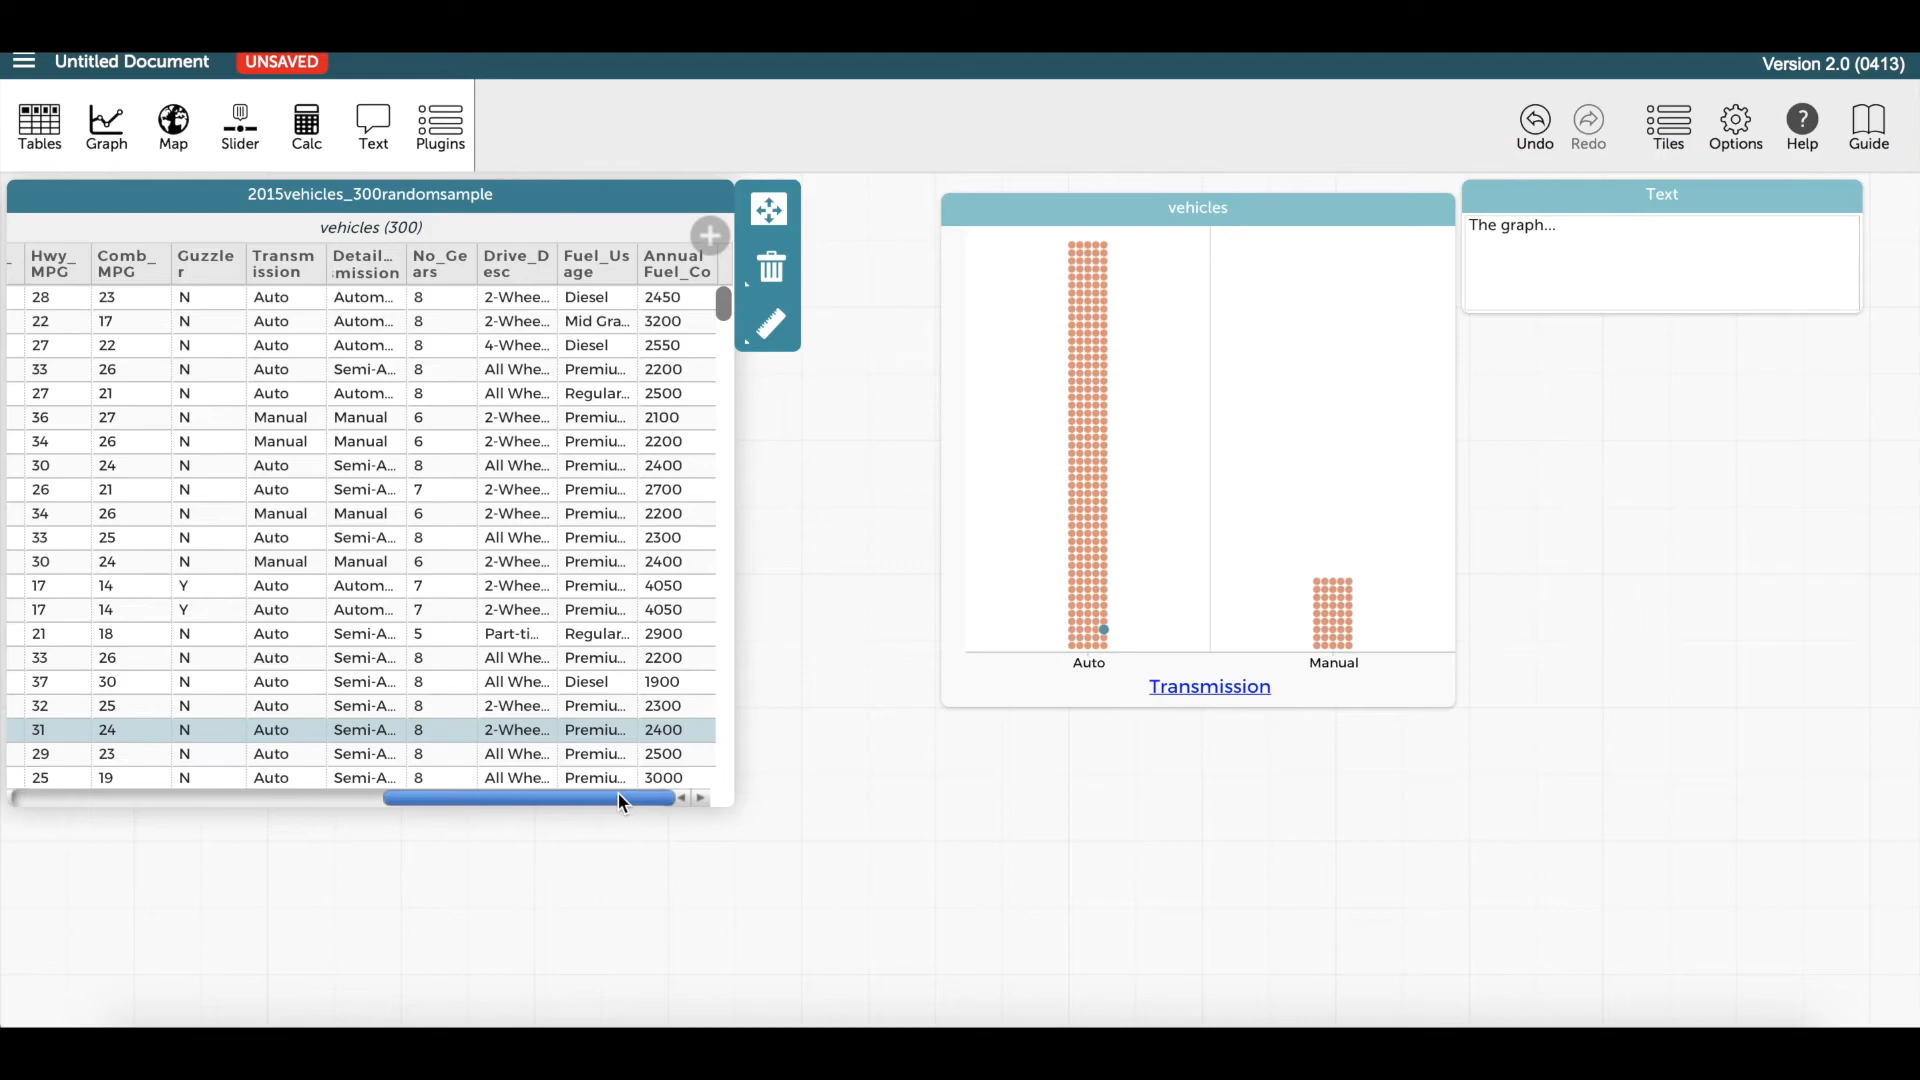 Untitled Document UNSAVED Version 2.0 (0413)
Tables Graph Map Slider Calc Text Plugins Undo Redo Tiles Options Help Guide
2015vehicles_300randomsample
vehicles (300)
Hwy_ Comb_ Guzzle Transm Detail... No_Ge Drive_D Fuel_Us Annual
MPG MPG r ission :mission ars esc age Fuel_Co
28 23 N Auto Autom... 8 2-Whee... Diesel 2450
22 17 N Auto Autom... 8 2-Whee... Mid Gra... 3200
27 22 N Auto Autom... 8 4-Whee... Diesel 2550
33 26 N Auto Semi-A... 8 All Whe... Premiu... 2200
27 21 N Auto Autom... 8 All Whe... Regular... 2500
36 27 N Manual Manual 6 2-Whee... Premiu... 2100
34 26 N Manual Manual 6 2-Whee... Premiu... 2200
30 24 N Auto Semi-A... 8 All Whe... Premiu... 2400
26 21 N Auto Semi-A... 7 2-Whee... Premiu... 2700
34 26 N Manual Manual 6 2-Whee... Premiu... 2200
33 25 N Auto Semi-A... 8 All Whe... Premiu... 2300
30 24 N Manual Manual 6 2-Whee... Premiu... 2400
17 14 Y Auto Autom... 7 2-Whee... Premiu... 4050
17 14 Y Auto Autom... 7 2-Whee... Premiu... 4050
21 18 N Auto Semi-A... 5 Part-ti... Regular... 2900
33 26 N Auto Semi-A... 8 All Whe... Premiu... 2200
37 30 N Auto Semi-A... 8 All Whe... Diesel 1900
32 25 N Auto Semi-A... 8 2-Whee... Premiu... 2300
31 24 N Auto Semi-A... 8 2-Whee... Premiu... 2400
29 23 N Auto Semi-A... 8 All Whe... Premiu... 2500
25 19 N Auto Semi-A... 8 All Whe... Premiu... 3000
vehicles
Auto Manual
Transmission
Text
The graph...